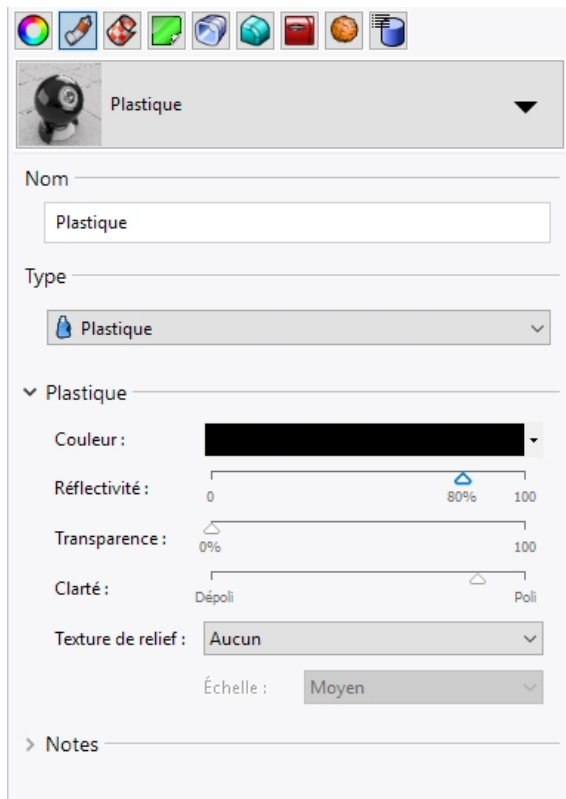 Plastique
Nom
Plastique
Type
Plastique
Plastique
Couleur :
Réflectivité :
0 80% 100
Transparence :
0% 100
Clarté :
Dépoli Poli
Texture de relief : Aucun
Échelle : Moyen
Notes